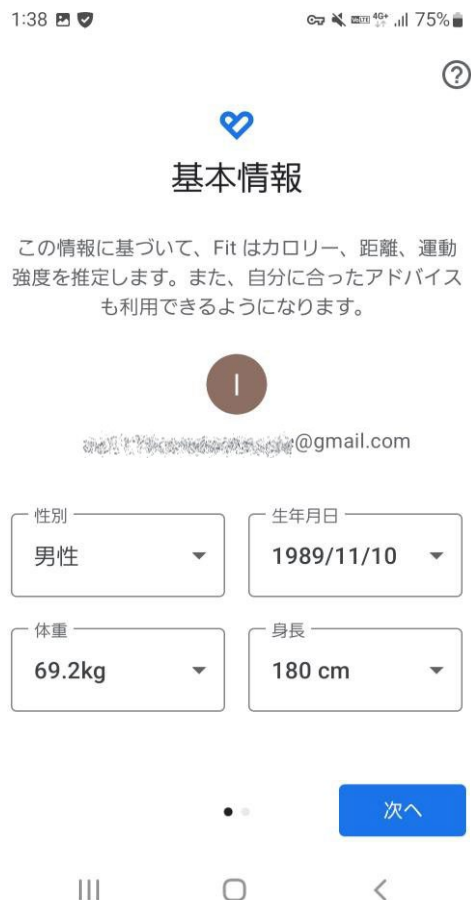 1:38 4G+ 75%
基本情報
この情報に基づいて、Fit はカロリー、距離、運動
強度を推定します。また、自分に合ったアドバイス
も利用できるようになります。
I
@gmail.com
性別 生年月日
男性 1989/11/10
体重 身長
69.2kg 180 cm
次へ